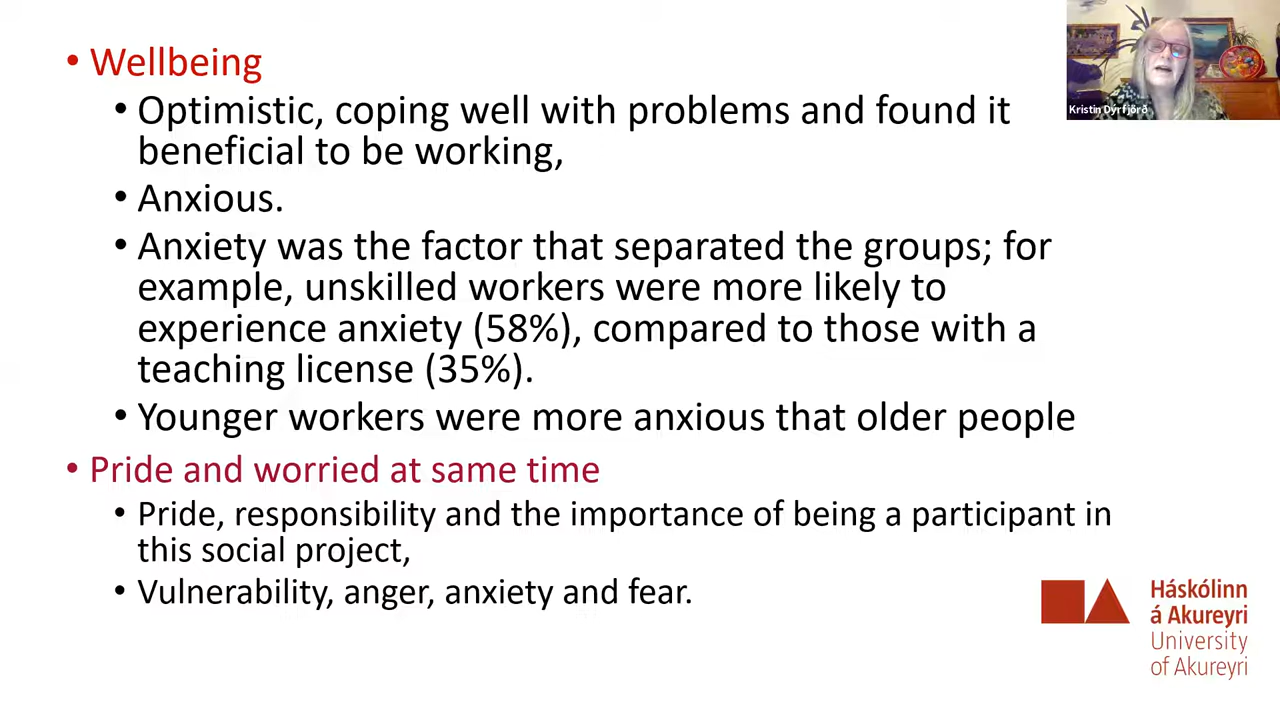 • Wellbeing
• Optimistic, coping well with problems and found it
beneficial to be working,
• Anxious.
• Anxiety was the factor that separated the groups; for
example, unskilled workers were more likely to
experience anxiety (58%), compared to those with a
teaching license (35%).
• Younger workers were more anxious that older people
• Pride and worried at same time
• Pride, responsibility and the importance of being a participant in
this social project,
• Vulnerability, anger, anxiety and fear.
Kristín Dýrfjörð
Háskólinn
á Akureyri
University
of Akureyri